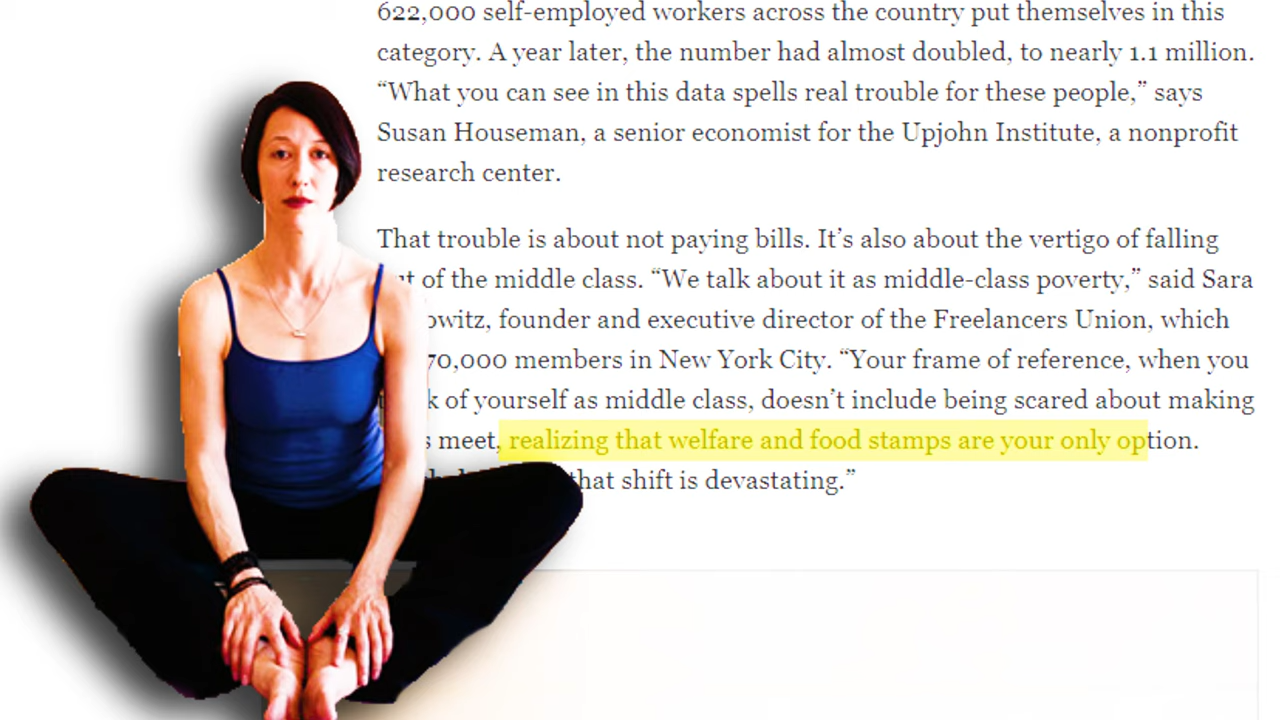 622,000 self-employed workers across the country put themselves in this
category. A year later, the number had almost doubled, to nearly 1.1 million.
“What you can see in this data spells real trouble for these people,” says
Susan Houseman, a senior economist for the Upjohn Institute, a nonprofit
research center.
That trouble is about not paying bills. It’s also about the vertigo of falling
of the middle class. “We talk about it as middle-class poverty,” said Sara
founder and executive director of the Freelancers Union, which
70,000 members in New York City. “Your frame of reference, when you
of yourself as middle class, doesn’t include being scared about making
meet, realizing that welfare and food stamps are your only option.
that shift is devastating.”